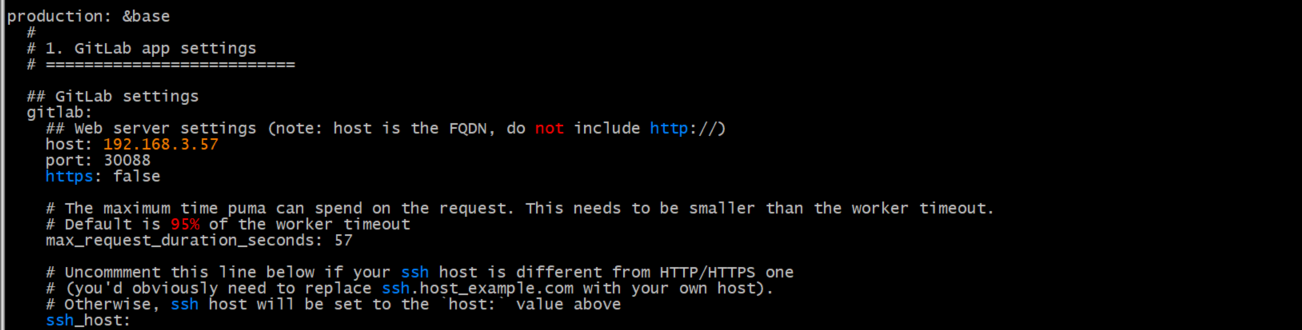 production: &base
  #
  # 1. GitLab app settings
  # ==========================
  ## GitLab settings
  gitlab:
    ## Web server settings (note: host is the FQDN, do not include http://)
    host: 192.168.3.57
    port: 30088
    https: false
    # The maximum time puma can spend on the request. This needs to be smaller than the worker timeout.
    # Default is 95% of the worker timeout
    max_request_duration_seconds: 57
    # Uncommment this line below if your ssh host is different from HTTP/HTTPS one
    # (you'd obviously need to replace ssh.host_example.com with your own host).
    # Otherwise, ssh host will be set to the `host:` value above
    ssh_host: